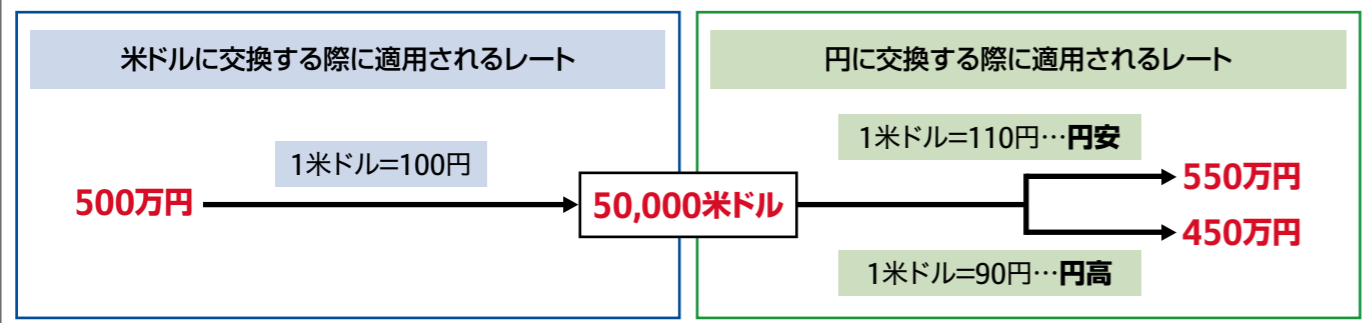 米ドルに交換する際に適用されるレート
円に交換する際に適用されるレート
1米ドル=100円
500万円
50,000米ドル
1米ドル=110円…円安
550万円
450万円
1米ドル=90円…円高